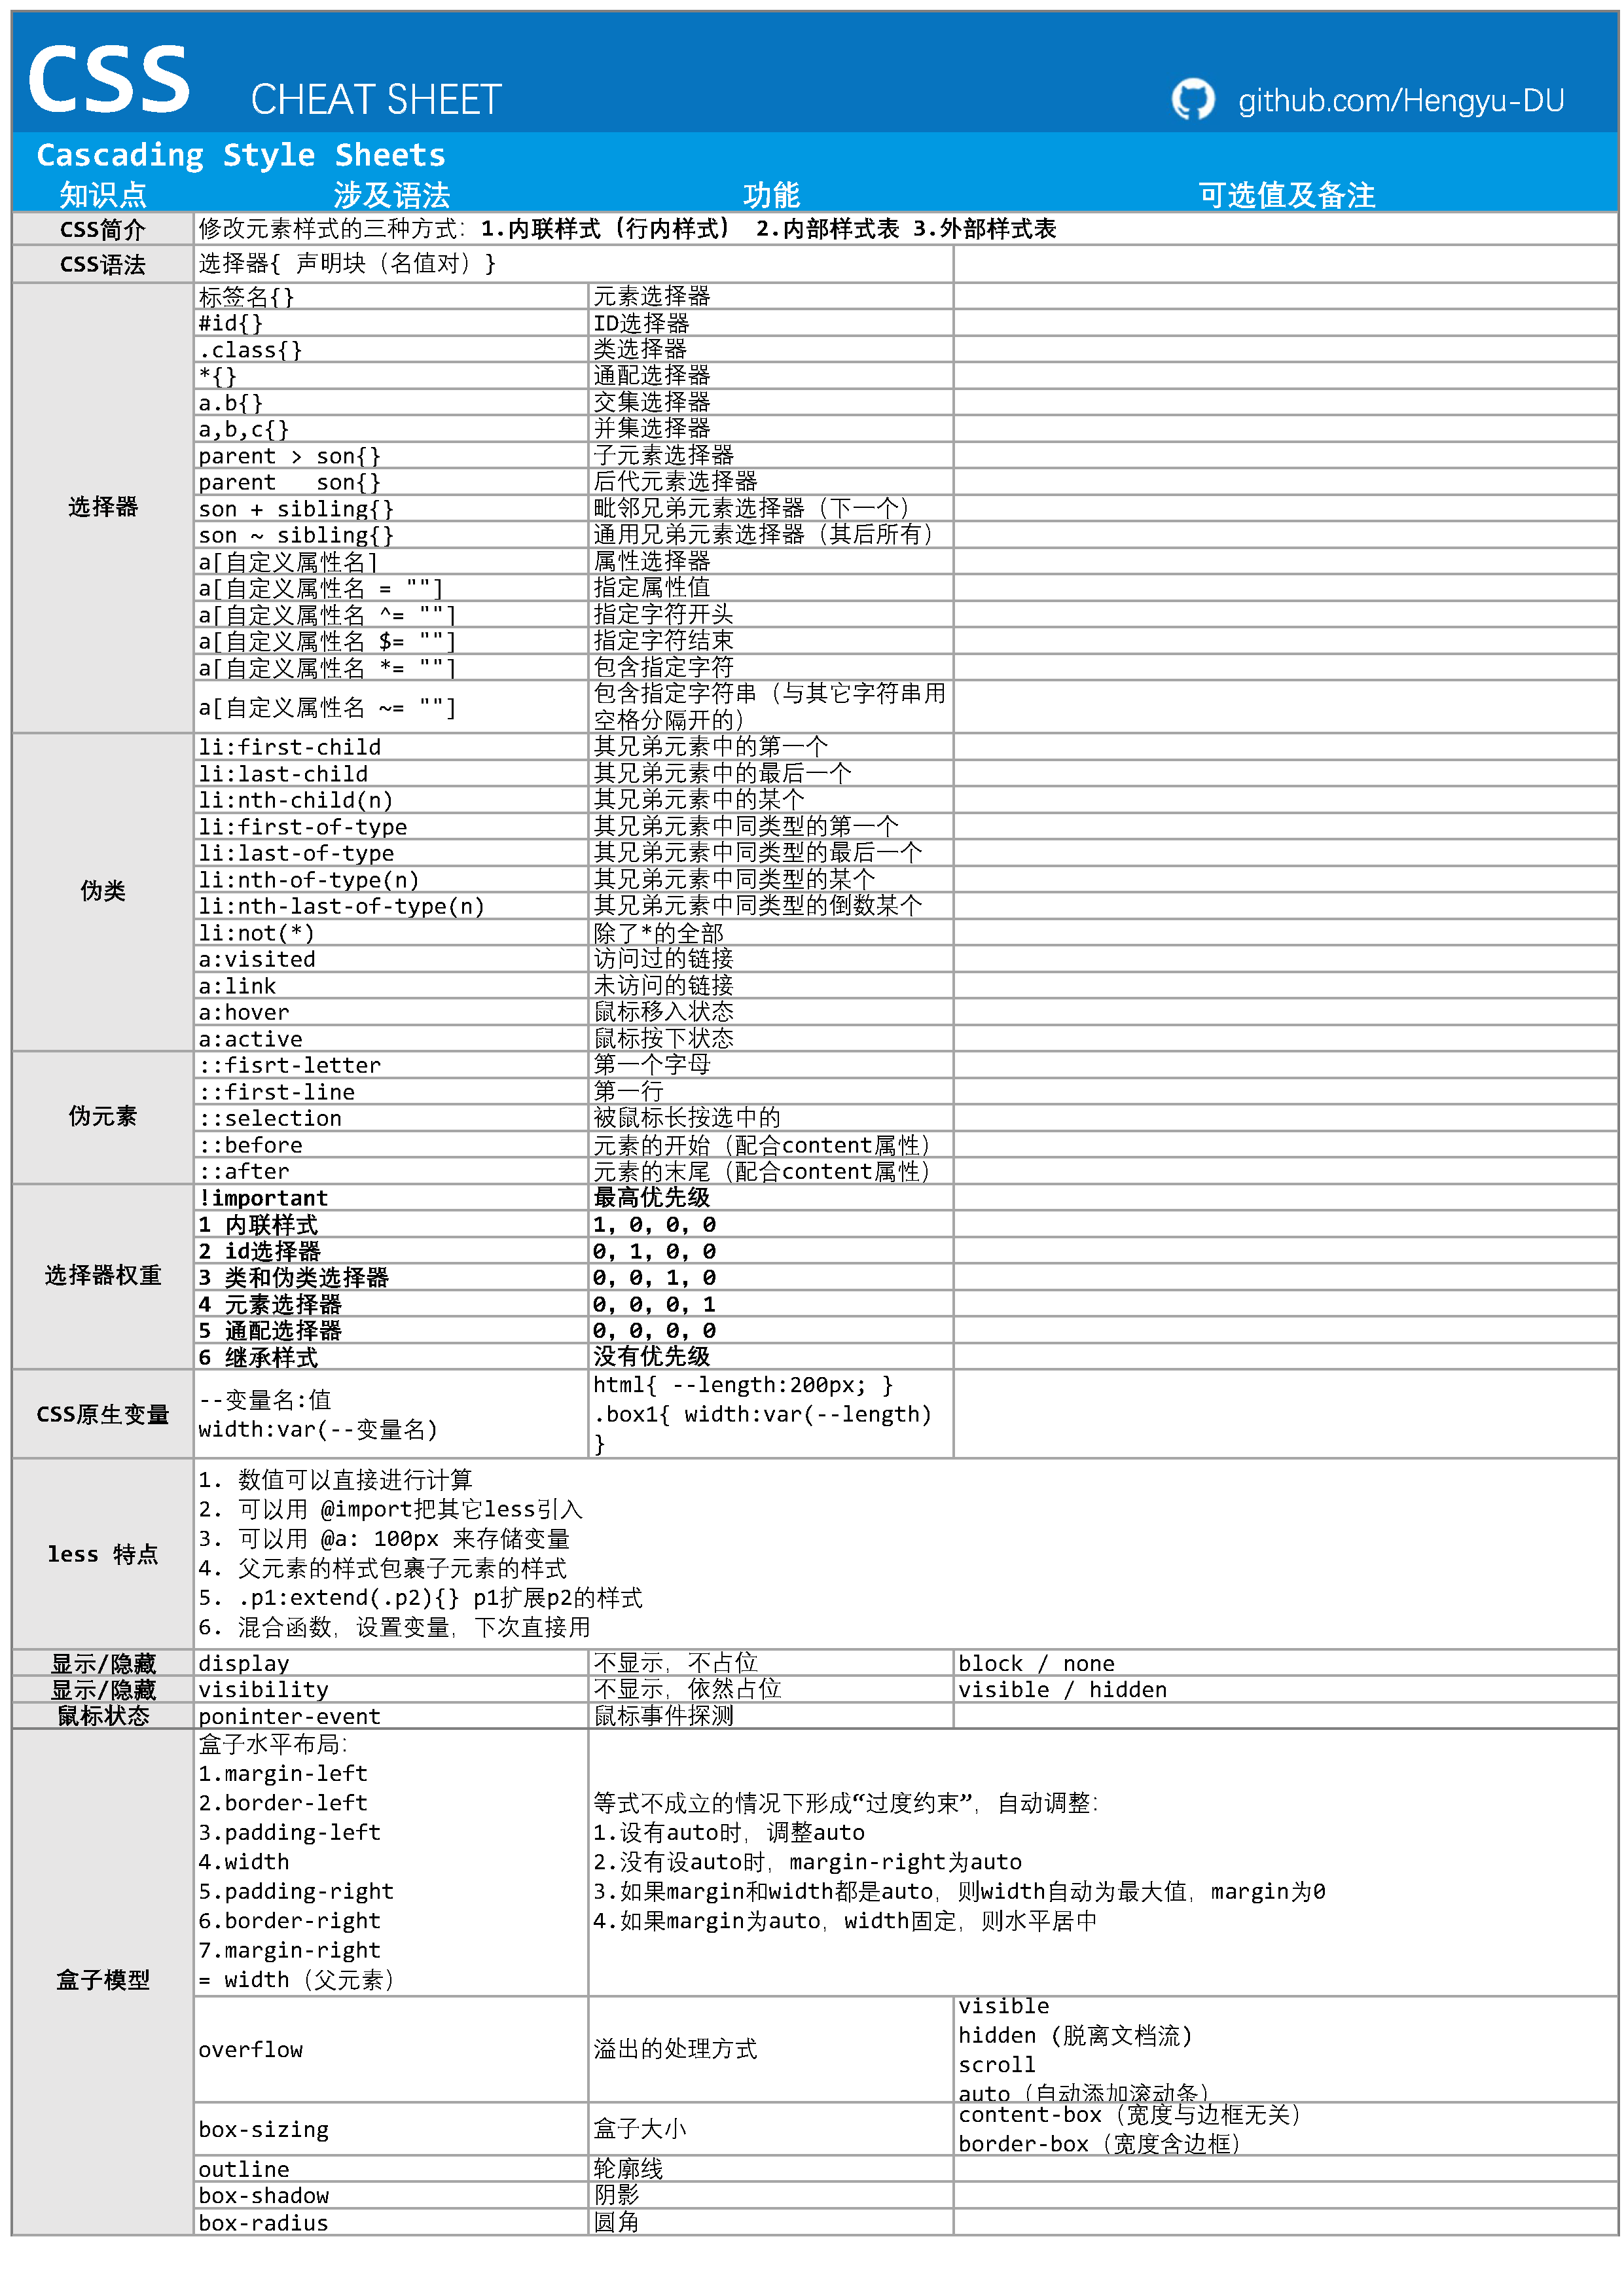 CSS CHEAT SHEET github.com/Hengyu-DU
Cascading Style Sheets
知识点 涉及语法 功能 可选值及备注
CSS简介 修改元素样式的三种方式：1.内联样式（行内样式） 2.内部样式表 3.外部样式表
CSS语法 选择器{ 声明块（名值对）}
选择器
标签名{} 元素选择器
#id{} ID选择器
.class{} 类选择器
*{} 通配选择器
a.b{} 交集选择器
a,b,c{} 并集选择器
parent > son{} 子元素选择器
parent   son{} 后代元素选择器
son + sibling{} 毗邻兄弟元素选择器（下一个）
son ~ sibling{} 通用兄弟元素选择器（其后所有）
a[自定义属性名] 属性选择器
a[自定义属性名 = ""] 指定属性值
a[自定义属性名 ^= ""] 指定字符开头
a[自定义属性名 $= ""] 指定字符结束
a[自定义属性名 *= ""] 包含指定字符
a[自定义属性名 ~= ""] 包含指定字符串（与其它字符串用
空格分隔开的）
伪类
li:first-child 其兄弟元素中的第一个
li:last-child 其兄弟元素中的最后一个
li:nth-child(n) 其兄弟元素中的某个
li:first-of-type 其兄弟元素中同类型的第一个
li:last-of-type 其兄弟元素中同类型的最后一个
li:nth-of-type(n) 其兄弟元素中同类型的某个
li:nth-last-of-type(n) 其兄弟元素中同类型的倒数某个
li:not(*) 除了*的全部
a:visited 访问过的链接
a:link 未访问的链接
a:hover 鼠标移入状态
a:active 鼠标按下状态
伪元素
::fisrt-letter 第一个字母
::first-line 第一行
::selection 被鼠标长按选中的
::before 元素的开始（配合content属性）
::after 元素的末尾（配合content属性）
选择器权重
!important 最高优先级
1 内联样式 1，0，0，0
2 id选择器 0，1，0，0
3 类和伪类选择器 0，0，1，0
4 元素选择器 0，0，0，1
5 通配选择器 0，0，0，0
6 继承样式 没有优先级
CSS原生变量
--变量名:值
width:var(--变量名)
html{ --length:200px; }
.box1{ width:var(--length)
}
less 特点
1. 数值可以直接进行计算
2. 可以用 @import把其它less引入
3. 可以用 @a: 100px 来存储变量
4. 父元素的样式包裹子元素的样式
5. .p1:extend(.p2){} p1扩展p2的样式
6. 混合函数，设置变量，下次直接用
显示/隐藏 display 不显示，不占位 block / none
显示/隐藏 visibility 不显示，依然占位 visible / hidden
鼠标状态 poninter-event 鼠标事件探测
盒子模型
盒子水平布局：
1.margin-left
2.border-left
3.padding-left
4.width
5.padding-right
6.border-right
7.margin-right
= width（父元素）
等式不成立的情况下形成“过度约束”，自动调整：
1.设有auto时，调整auto
2.没有设auto时，margin-right为auto
3.如果margin和width都是auto，则width自动为最大值，margin为0
4.如果margin为auto，width固定，则水平居中
overflow 溢出的处理方式
visible
hidden (脱离文档流)
scroll
auto（自动添加滚动条）
box-sizing 盒子大小
content-box（宽度与边框无关）
border-box（宽度含边框）
outline 轮廓线
box-shadow 阴影
box-radius 圆角